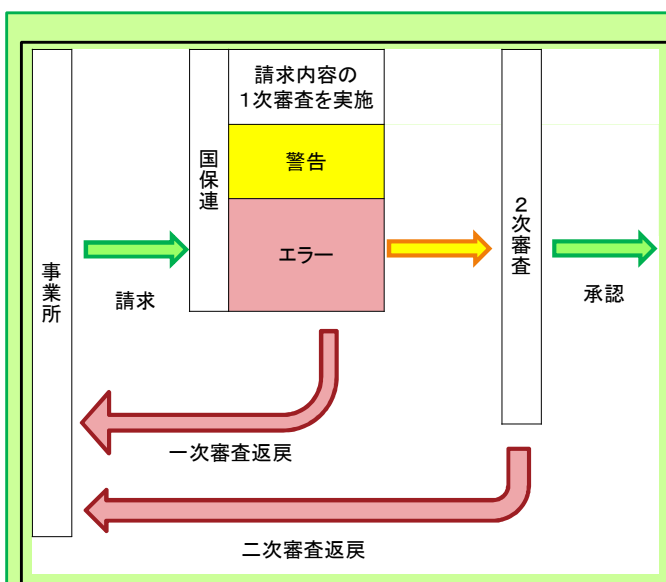 事業所
請求
国保連
請求内容の
１次審査を実施
警告
エラー
２次審査
承認
一次審査返戻
二次審査返戻